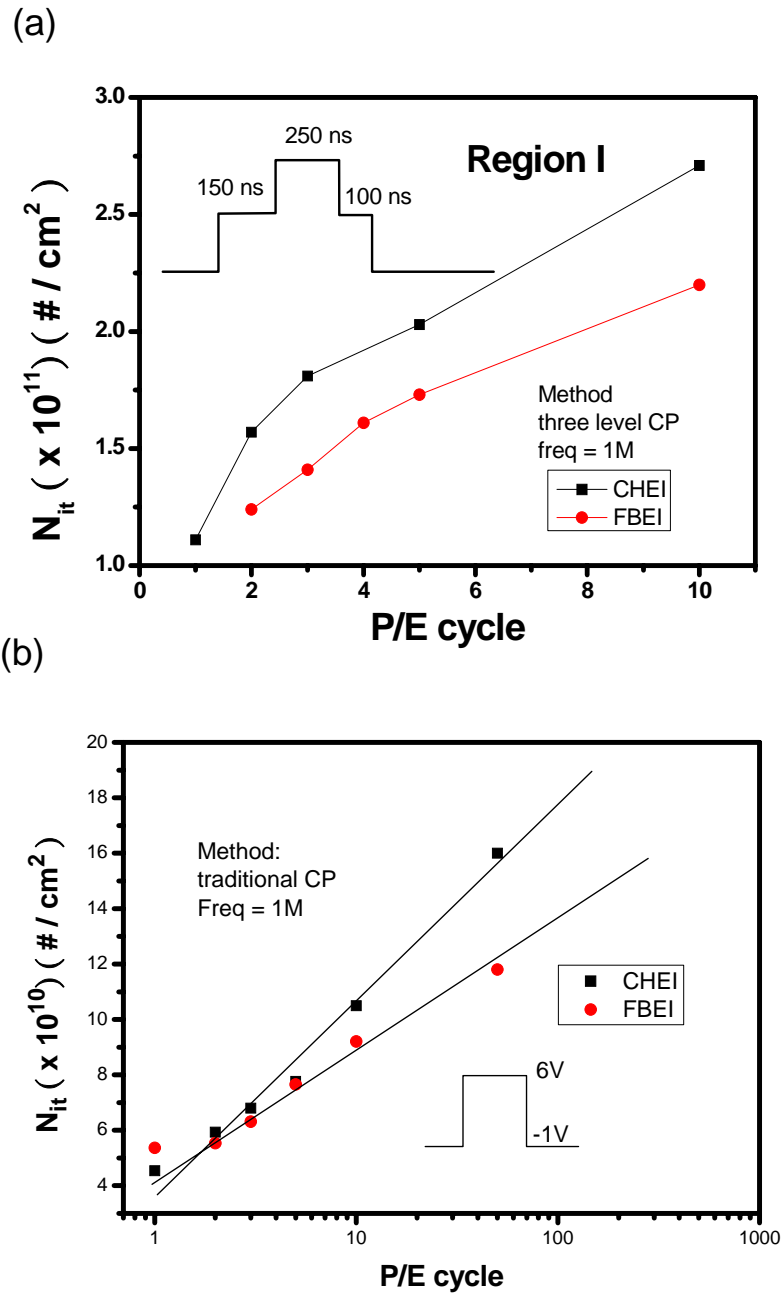 (a)
3.0
2.5
2.0
1.5
1.0
N_it ( x 10^11) ( # / cm^2 )
250 ns
150 ns
100 ns
Region I
Method
three level CP
freq = 1M
CHEI
FBEI
0 2 4 6 8 10
P/E cycle
(b)
20
18
16
14
12
10
8
6
4
N_it ( x 10^10) ( # / cm^2 )
Method:
traditional CP
Freq = 1M
CHEI
FBEI
6V
-1V
1 10 100 1000
P/E cycle